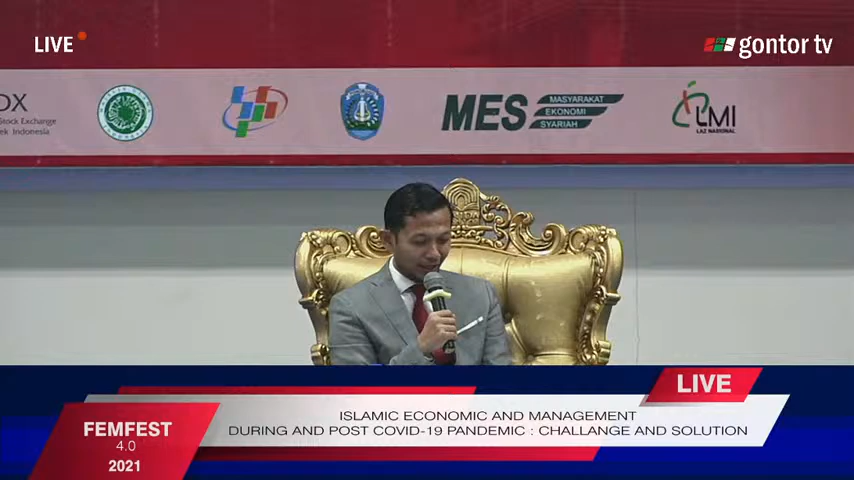 LIVE
gontor tv
DX
Stock Exchange
ek Indonesia
MES
MASYARAKAT
EKONOMI
SYARIAH
LMI
LAZ NASIONAL
LIVE
FEMFEST
4.0
2021
ISLAMIC ECONOMIC AND MANAGEMENT
DURING AND POST COVID-19 PANDEMIC : CHALLANGE AND SOLUTION